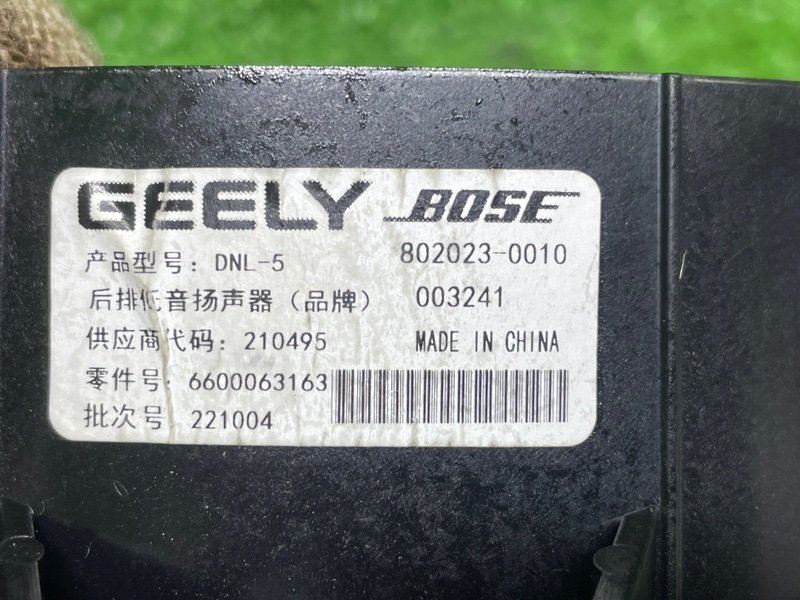 GEELY BOSE
产品型号: DNL-5 802023-0010
后排低音扬声器（品牌） 003241
供应商代码: 210495 MADE IN CHINA
零件号: 6600063163
批次号 221004